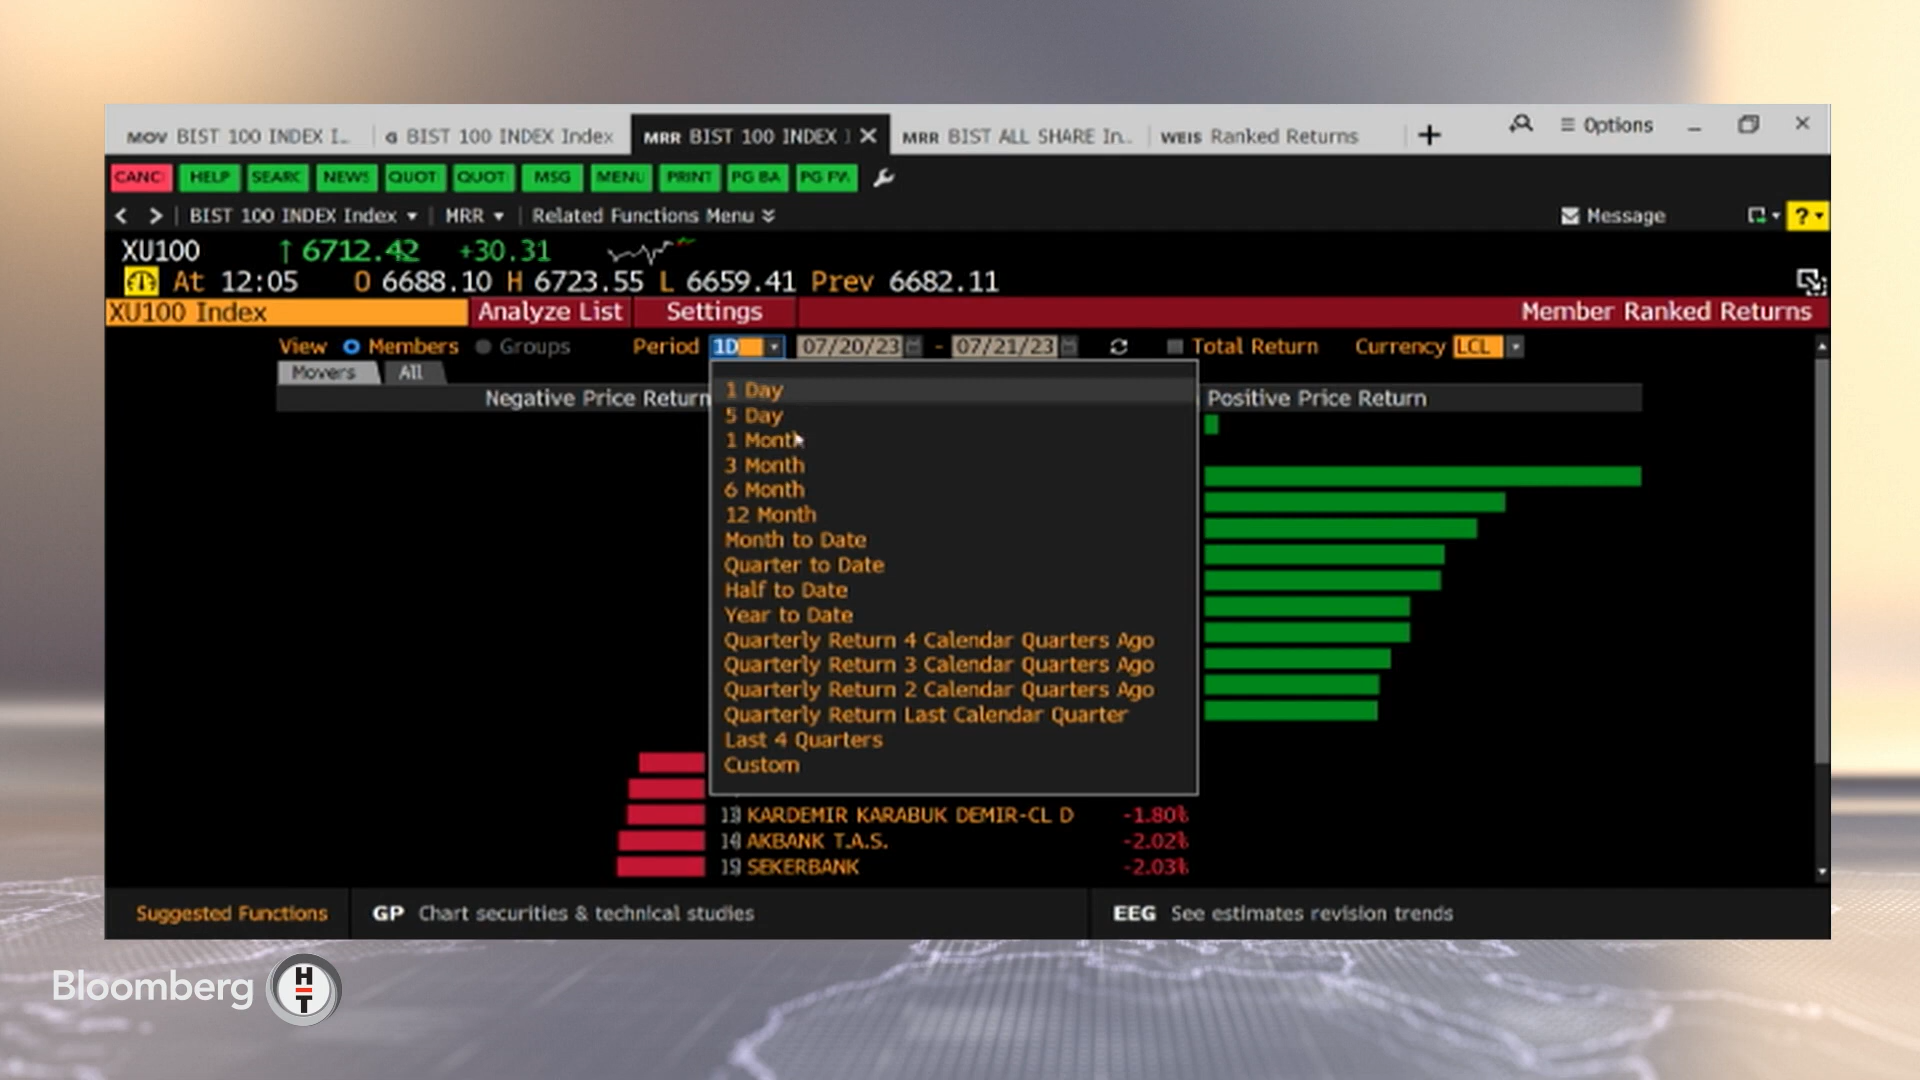 MOV BIST 100 INDEX I... G BIST 100 INDEX Index MRR BIST 100 INDEX I MRR BIST ALL SHARE In... WEIS Ranked Returns Options
CANC HELP SEARC NEWS QUOT QUOT MSG MENU PRINT PG BA PG FW
BIST 100 INDEX Index MRR Related Functions Menu Message ?
XU100 ↑ 6712.42 +30.31
At 12:05 O 6688.10 H 6723.55 L 6659.41 Prev 6682.11
XU100 Index Analyze List Settings Member Ranked Returns
View Members Groups Period 1D 07/20/23 - 07/21/23 Total Return Currency LCL
Movers All
Negative Price Return Positive Price Return
1 Day
5 Day
1 Month
3 Month
6 Month
12 Month
Month to Date
Quarter to Date
Half to Date
Year to Date
Quarterly Return 4 Calendar Quarters Ago
Quarterly Return 3 Calendar Quarters Ago
Quarterly Return 2 Calendar Quarters Ago
Quarterly Return Last Calendar Quarter
Last 4 Quarters
Custom
13 KARDEMIR KARABUK DEMIR-CL D -1.80%
14 AKBANK T.A.S. -2.02%
15 SEKERBANK -2.03%
Suggested Functions GP Chart securities & technical studies EEG See estimates revision trends
Bloomberg HT